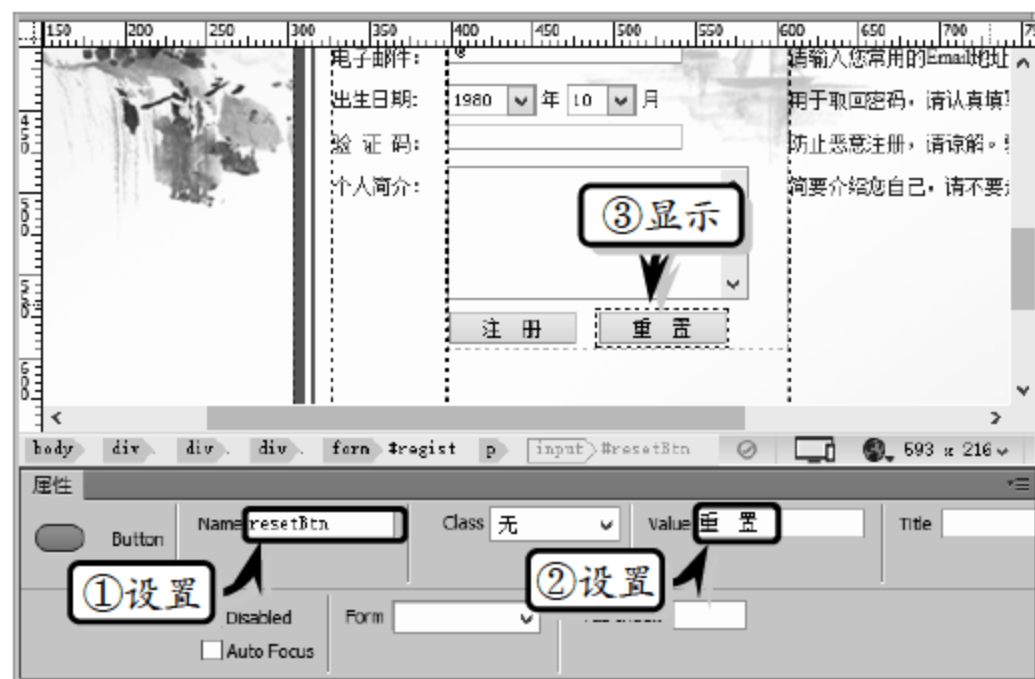 150 200 250 300 350 400 450 500 550 600 650 700
电子邮件:
请输入您常用的Email地址
出生日期: 1980 年 10 月
用于取回密码，请认真填
验 证 码:
防止恶意注册，请谅解。
个人简介:
简要介绍您自己，请不要
③显示
注 册 重 置
body div div div form #regist p input #resetBtn 593 x 216
属性
Button Name resetBtn Class 无 Value 重 置 Title
①设置 ②设置
Disabled Form
Auto Focus